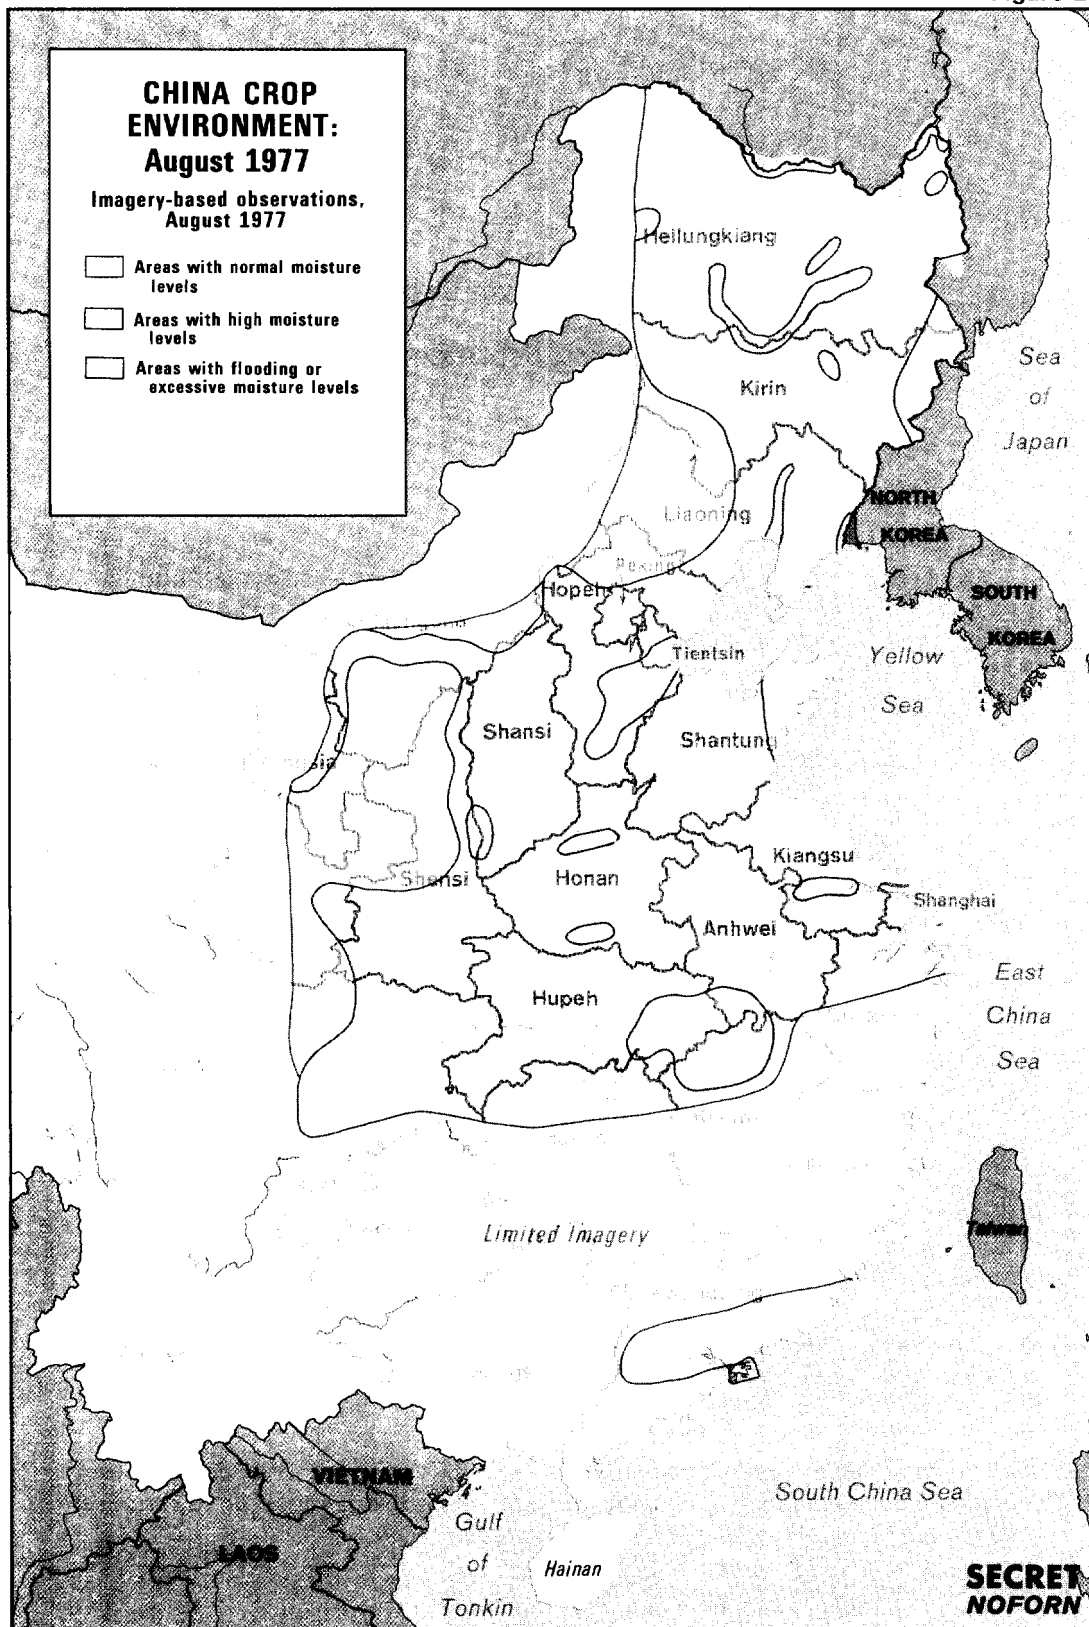 CHINA CROP
ENVIRONMENT:
August 1977
Imagery-based observations,
August 1977
Areas with normal moisture
levels
Areas with high moisture
levels
Areas with flooding or
excessive moisture levels
Heilungkiang
Kirin
Sea
of
Japan
Liaoning
NORTH
KOREA
Peking
Hopeh
SOUTH
KOREA
Tientsin
Yellow
Sea
Shansi
Shantung
Kiangsu
Shensi
Honan
Shanghai
Anhwei
Hupeh
East
China
Sea
Limited Imagery
Taiwan
VIETNAM
South China Sea
Gulf
of
Tonkin
LAOS
Hainan
SECRET
NOFORN